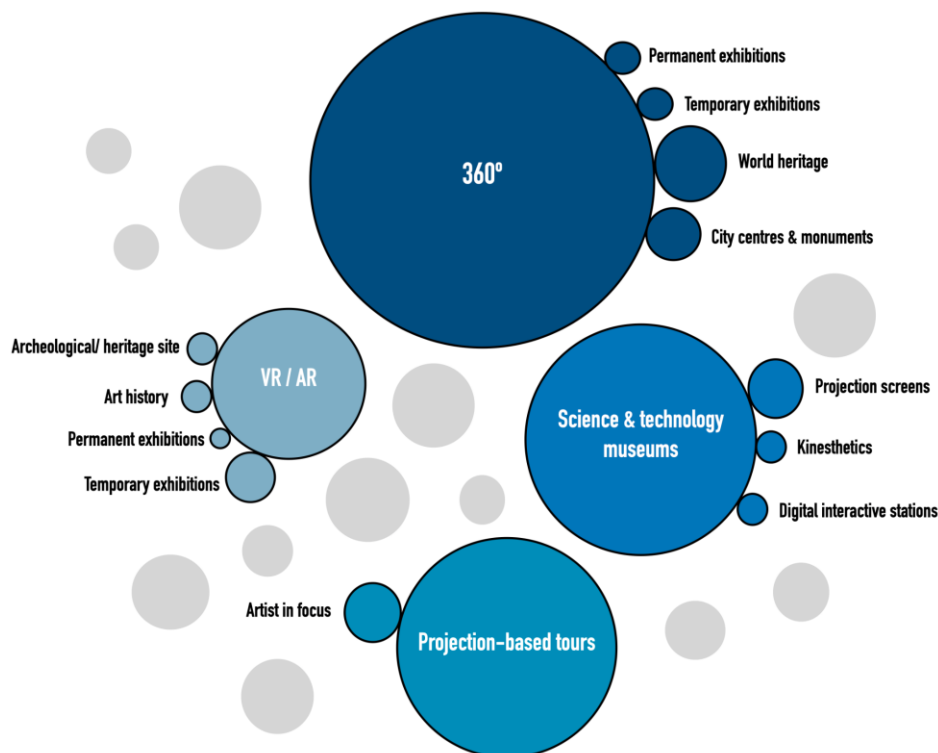 Permanent exhibitions
Temporary exhibitions
360º
World heritage
City centres & monuments
Archeological/ heritage site
VR / AR
Art history
Permanent exhibitions
Temporary exhibitions
Projection screens
Science & technology
museums
Kinesthetics
Digital interactive stations
Artist in focus
Projection-based tours